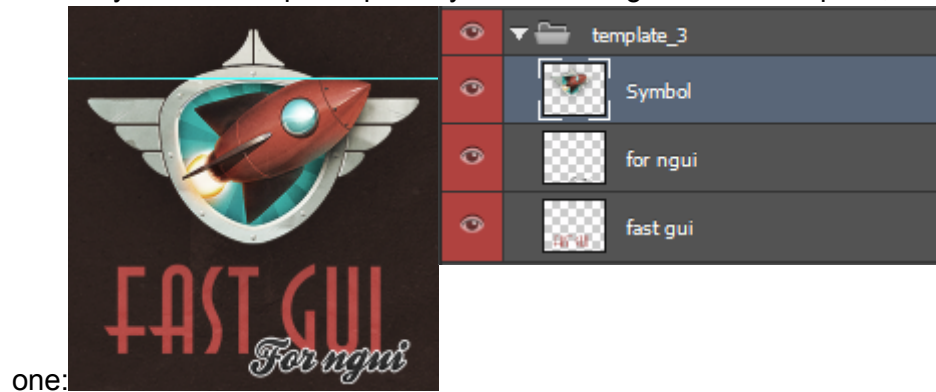 template_3
Symbol
for ngui
fast gui
FAST GUI
For ngui
one: